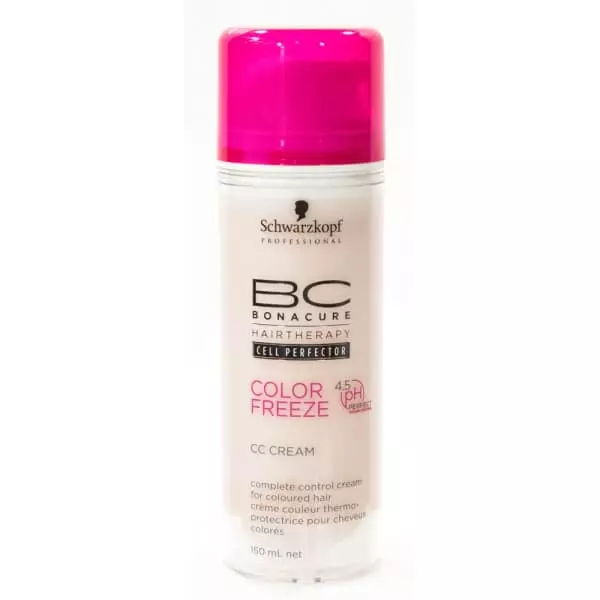 Schwarzkopf
PROFESSIONAL
BC
BONACURE
HAIRTHERAPY
CELL PERFECTOR
COLOR
FREEZE
4.5
pH
PERFECT
CC CREAM
complete control cream
for coloured hair
crème couleur thermo-
protectrice pour cheveux
colorés
150 mL net